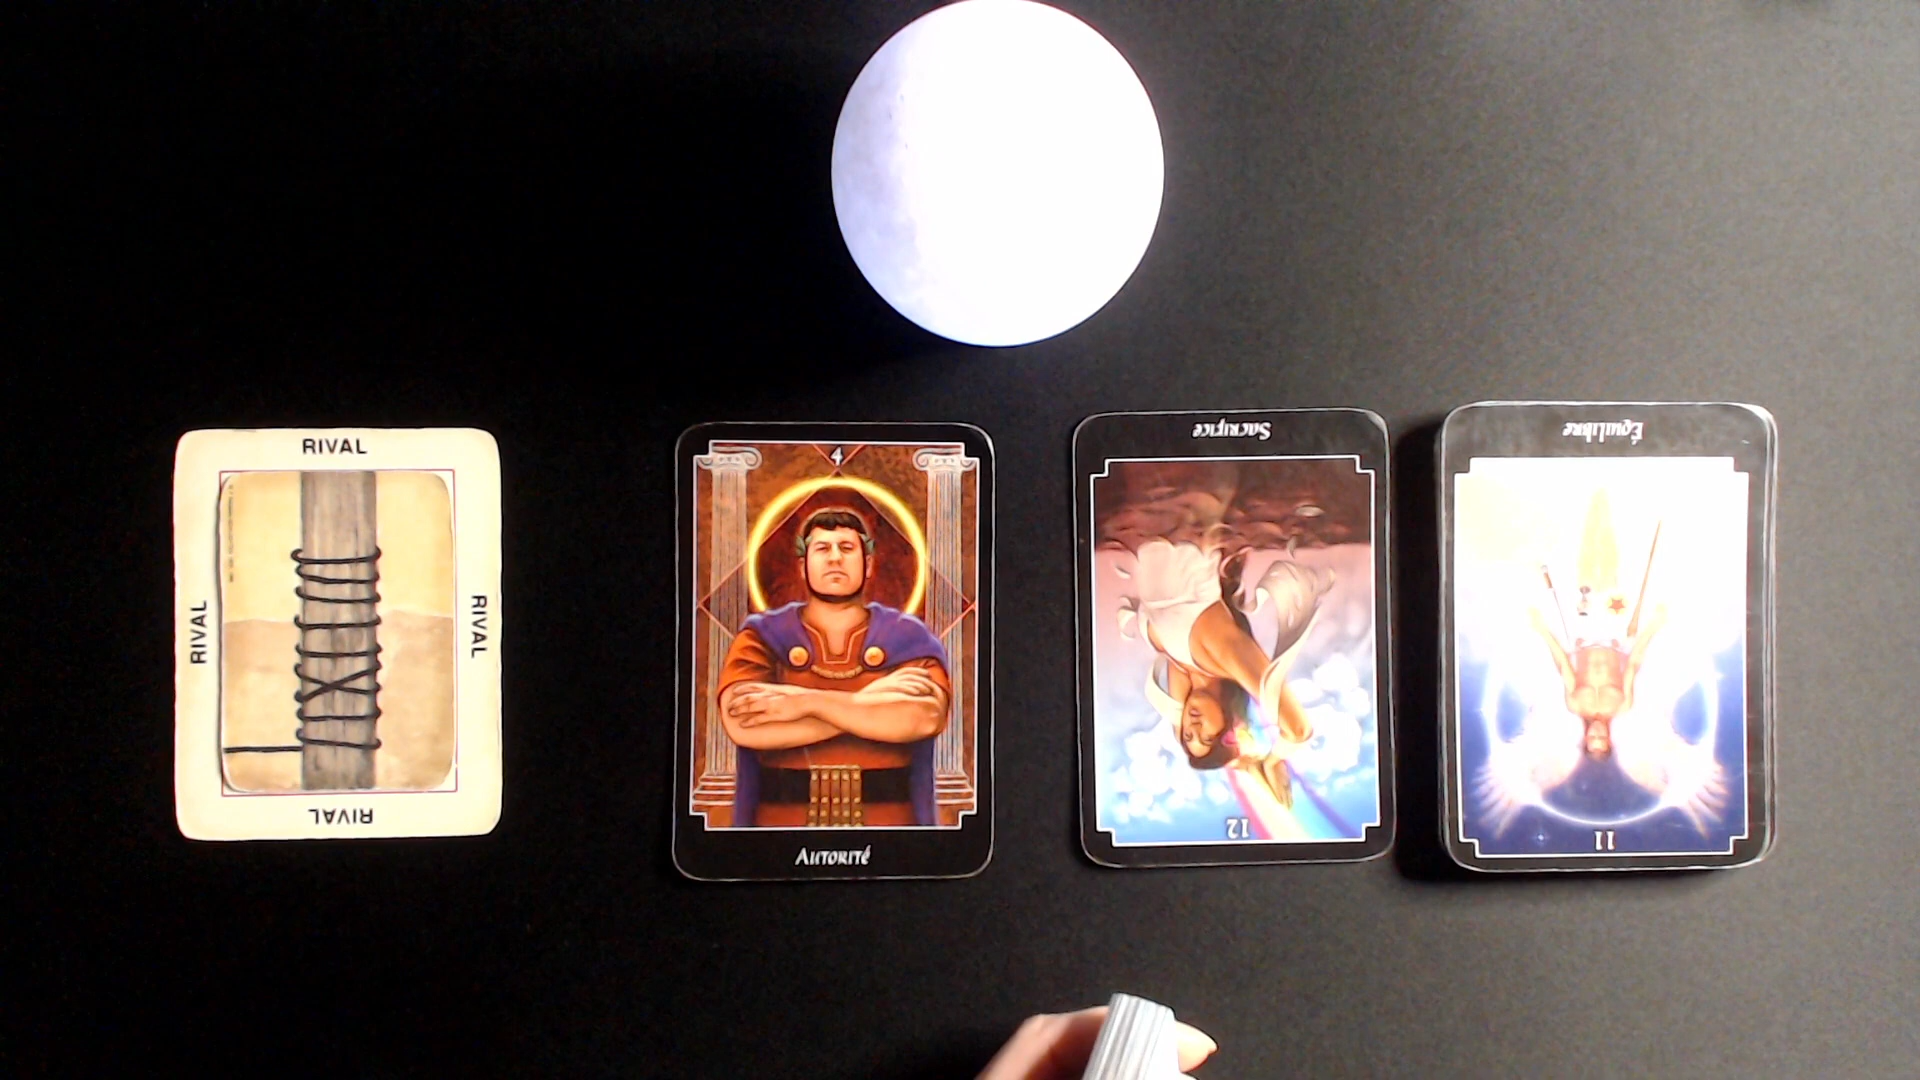 RIVAL
RIVAL
RIVAL
RIVAL
4
Autorité
Sacrifice
12
Équilibre
11